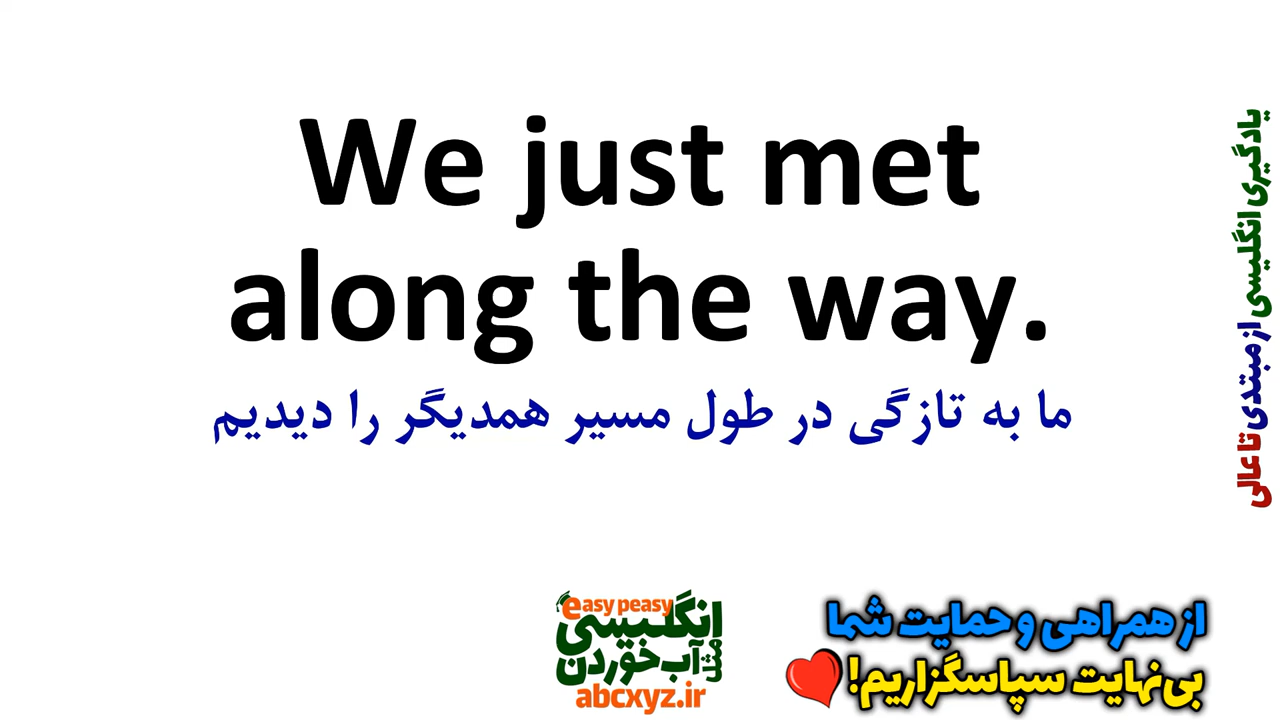 We just met
along the way.
ما به تازگی در طول مسیر همدیگر را دیدیم
یادگیری انگلیسی از مبتدی تا عالی
easy peasy
انگلیسی
مثل آب خوردن
abcxyz.ir
از همراهی و حمایت شما
بی‌نهایت سپاسگزاریم!